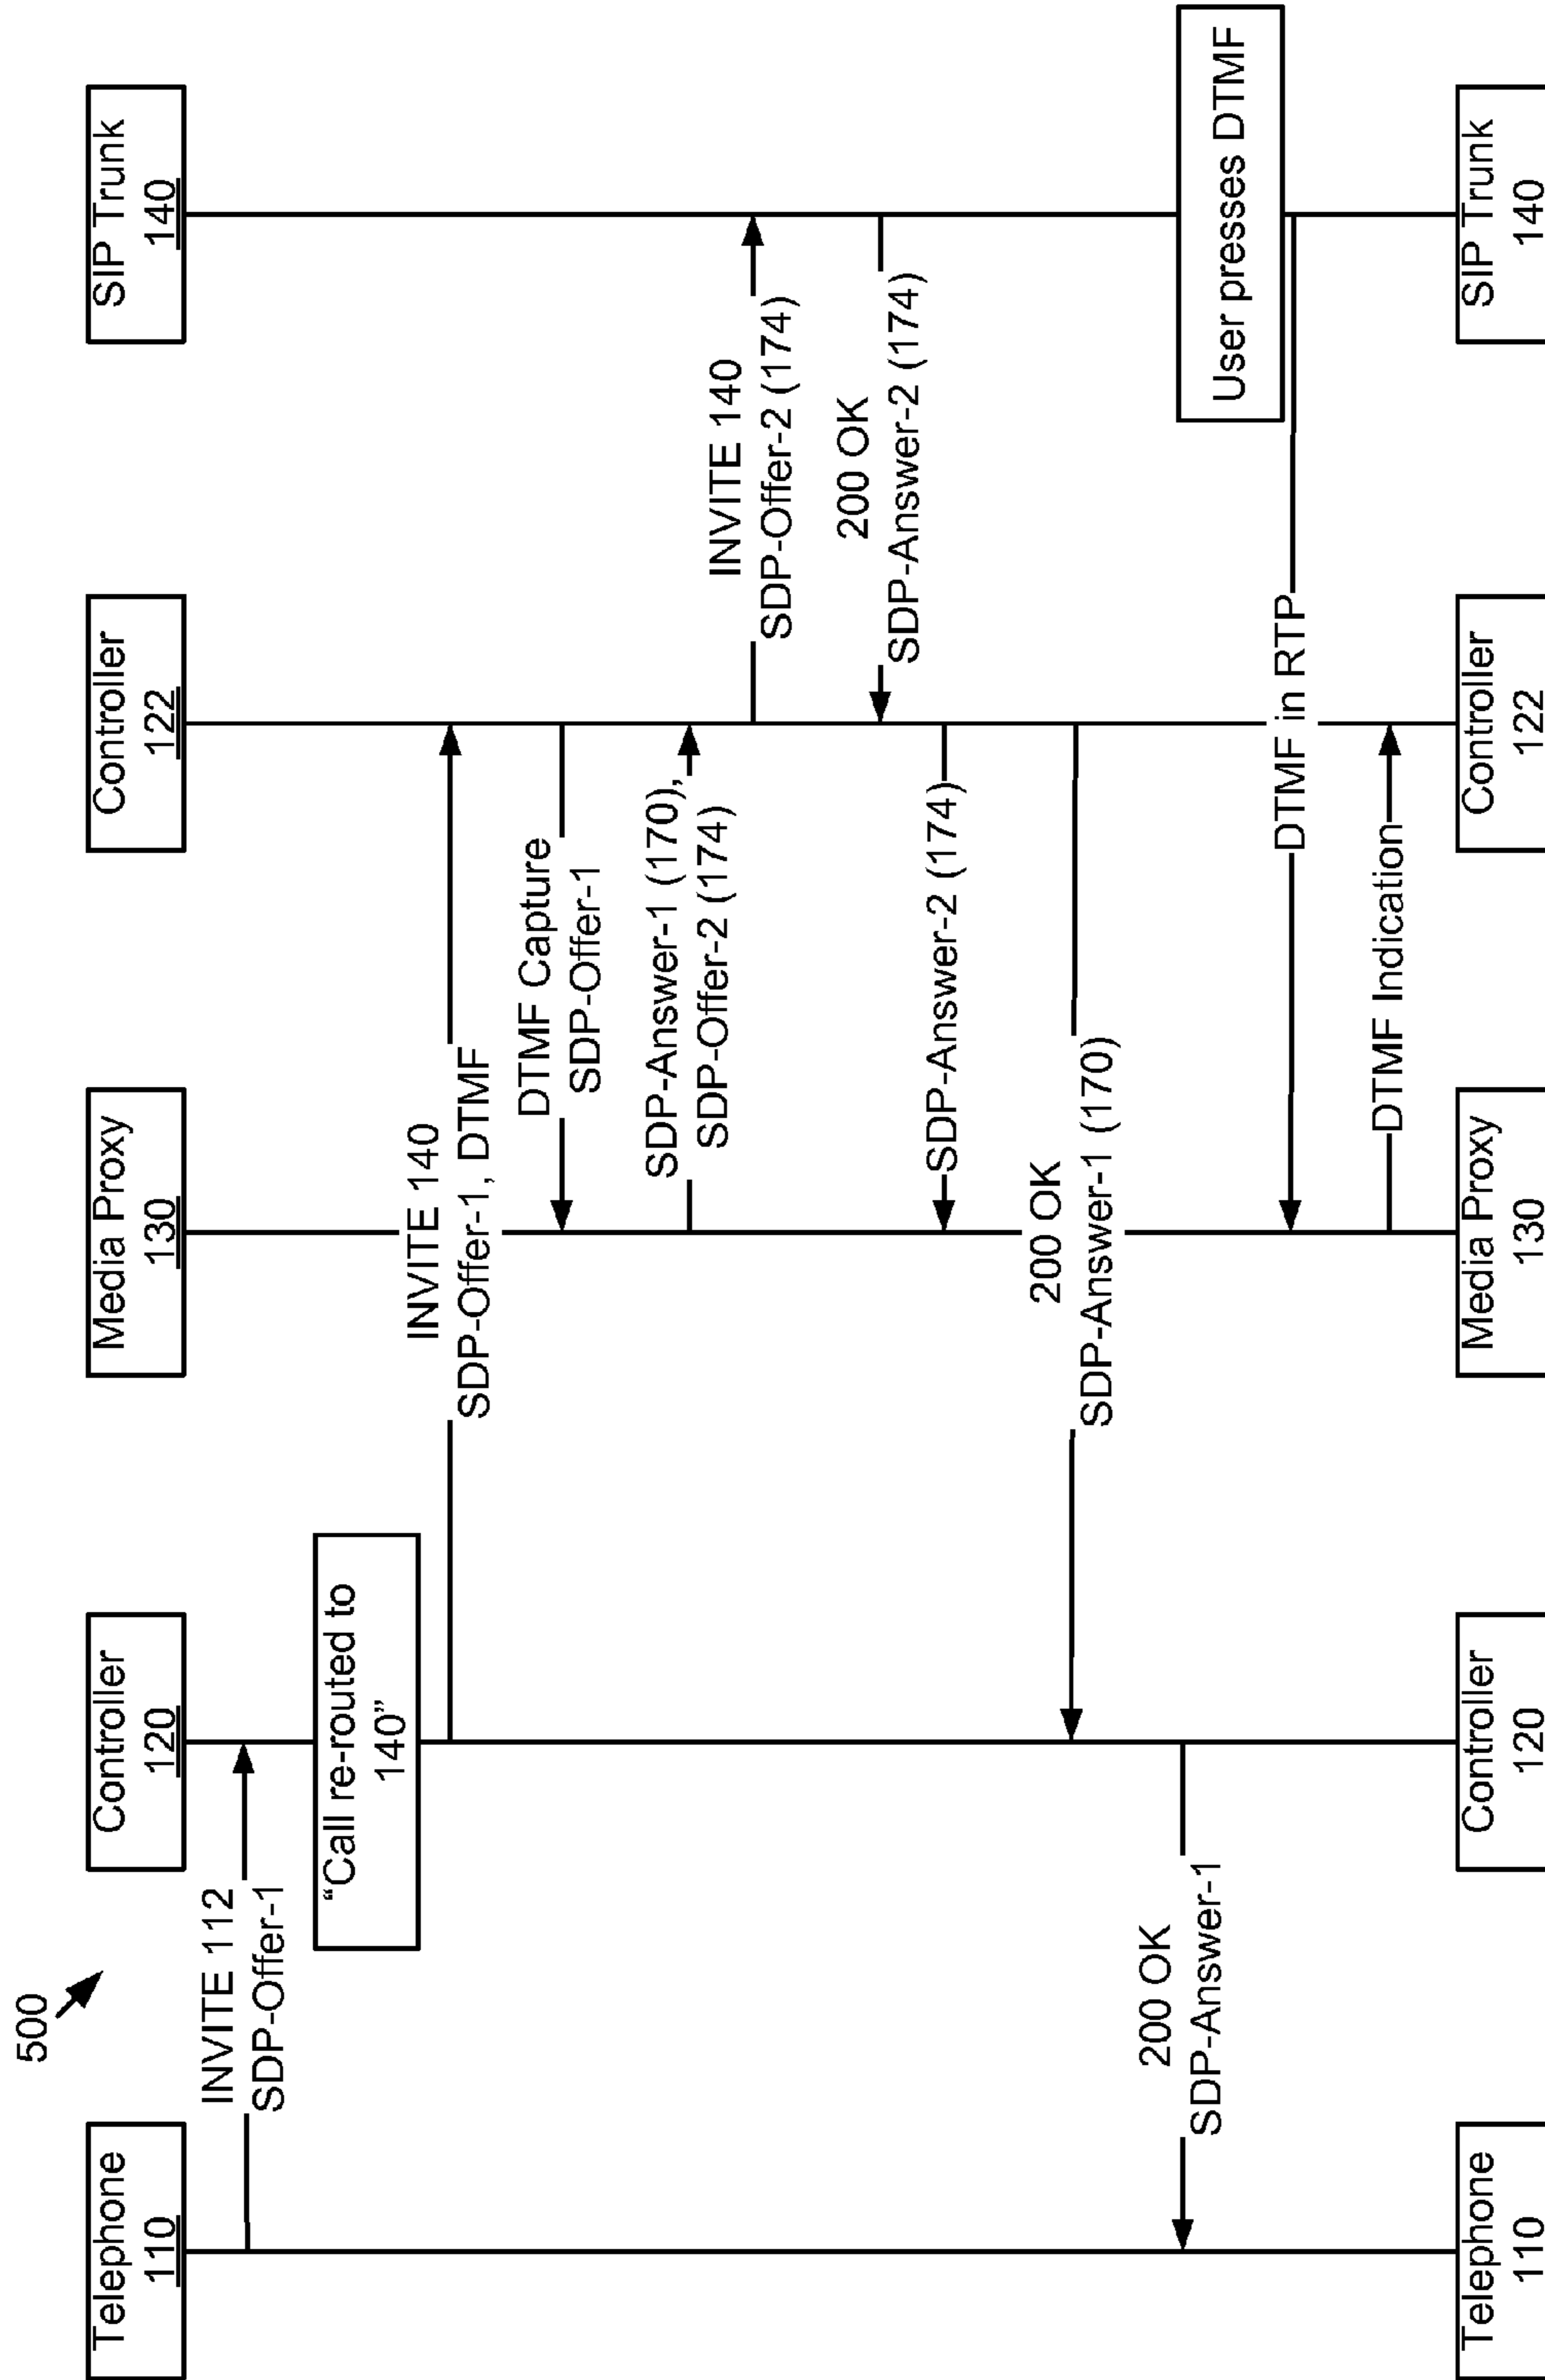 500
Telephone
110
Controller
120
Media Proxy
130
Controller
122
SIP Trunk
140
INVITE 112
SDP-Offer-1
“Call re-routed to
140”
INVITE 140
SDP-Offer-1, DTMF
DTMF Capture
SDP-Offer-1
SDP-Answer-1 (170),
SDP-Offer-2 (174)
INVITE 140
SDP-Offer-2 (174)
200 OK
SDP-Answer-2 (174)
SDP-Answer-2 (174)
200 OK
SDP-Answer-1 (170)
200 OK
SDP-Answer-1
User presses DTMF
DTMF in RTP
DTMF Indication
Telephone
110
Controller
120
Media Proxy
130
Controller
122
SIP Trunk
140